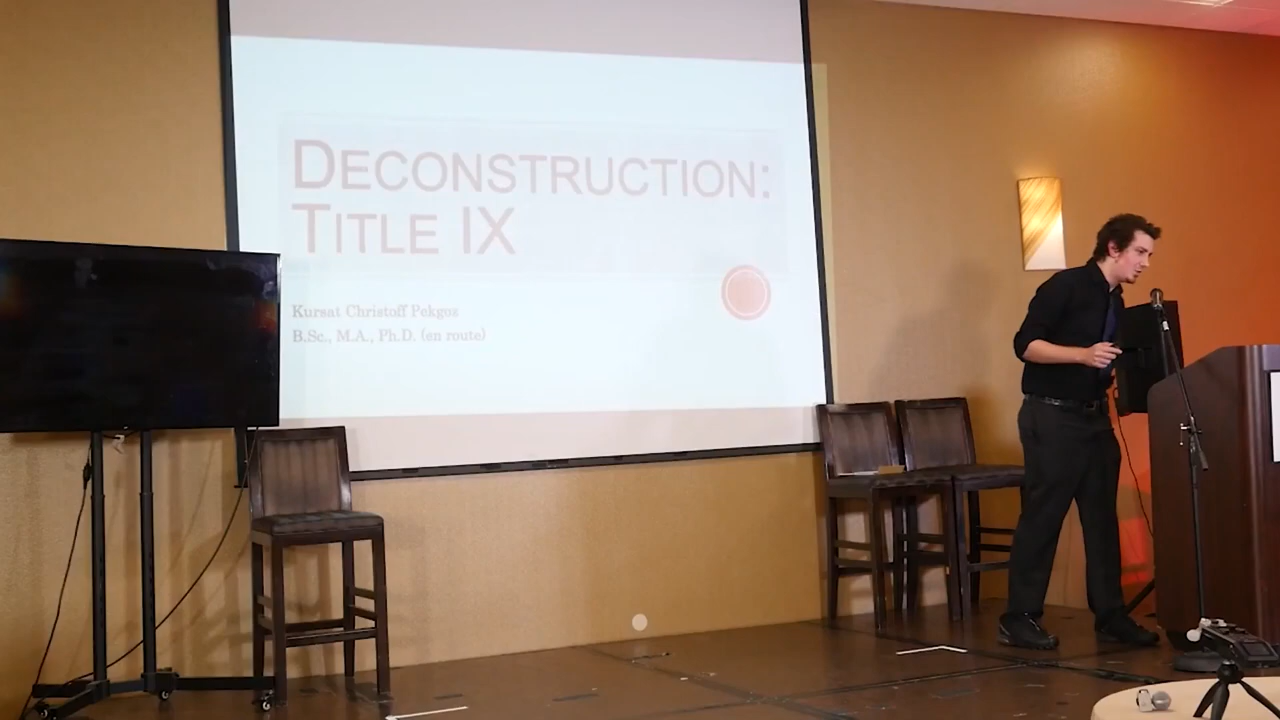 DECONSTRUCTION:
TITLE IX
Kursat Christoff Pekgoz
B.Sc., M.A., Ph.D. (en route)